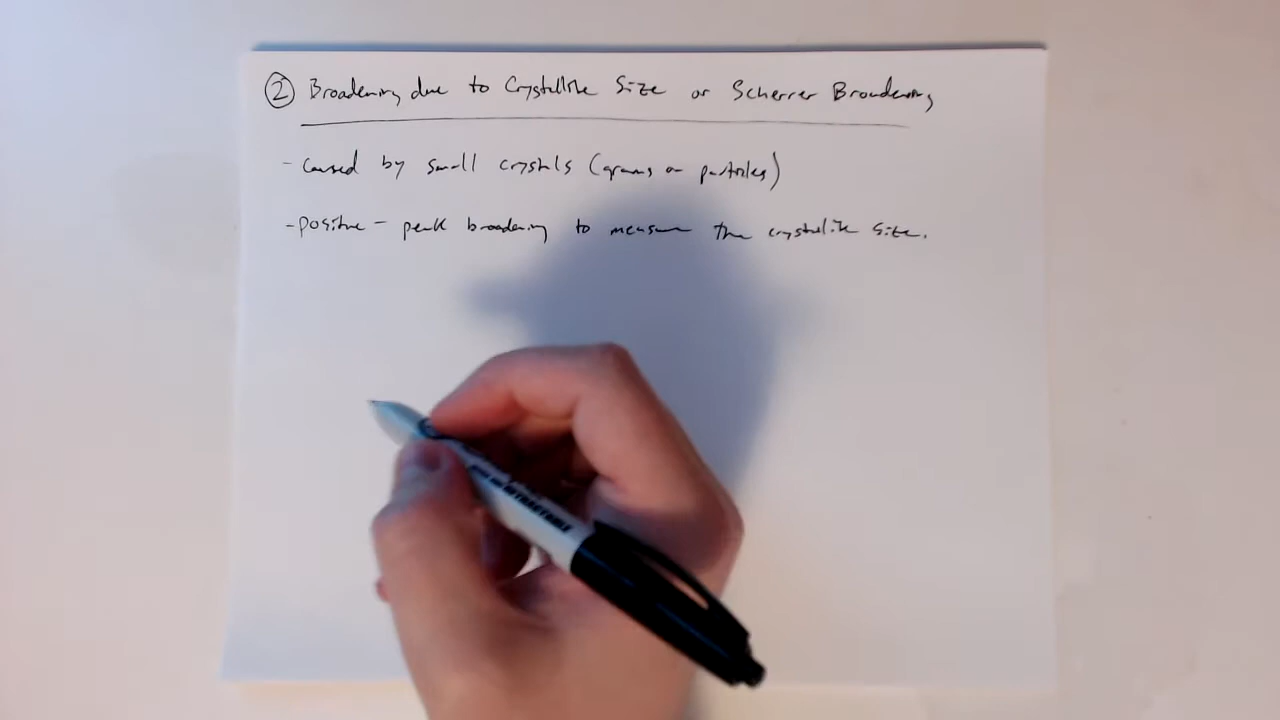 ② Broadening due to Crystallite Size or Scherrer Broadening
- caused by small crystals (grains or particles)
- positive - peak broadening to measure the crystallite size.